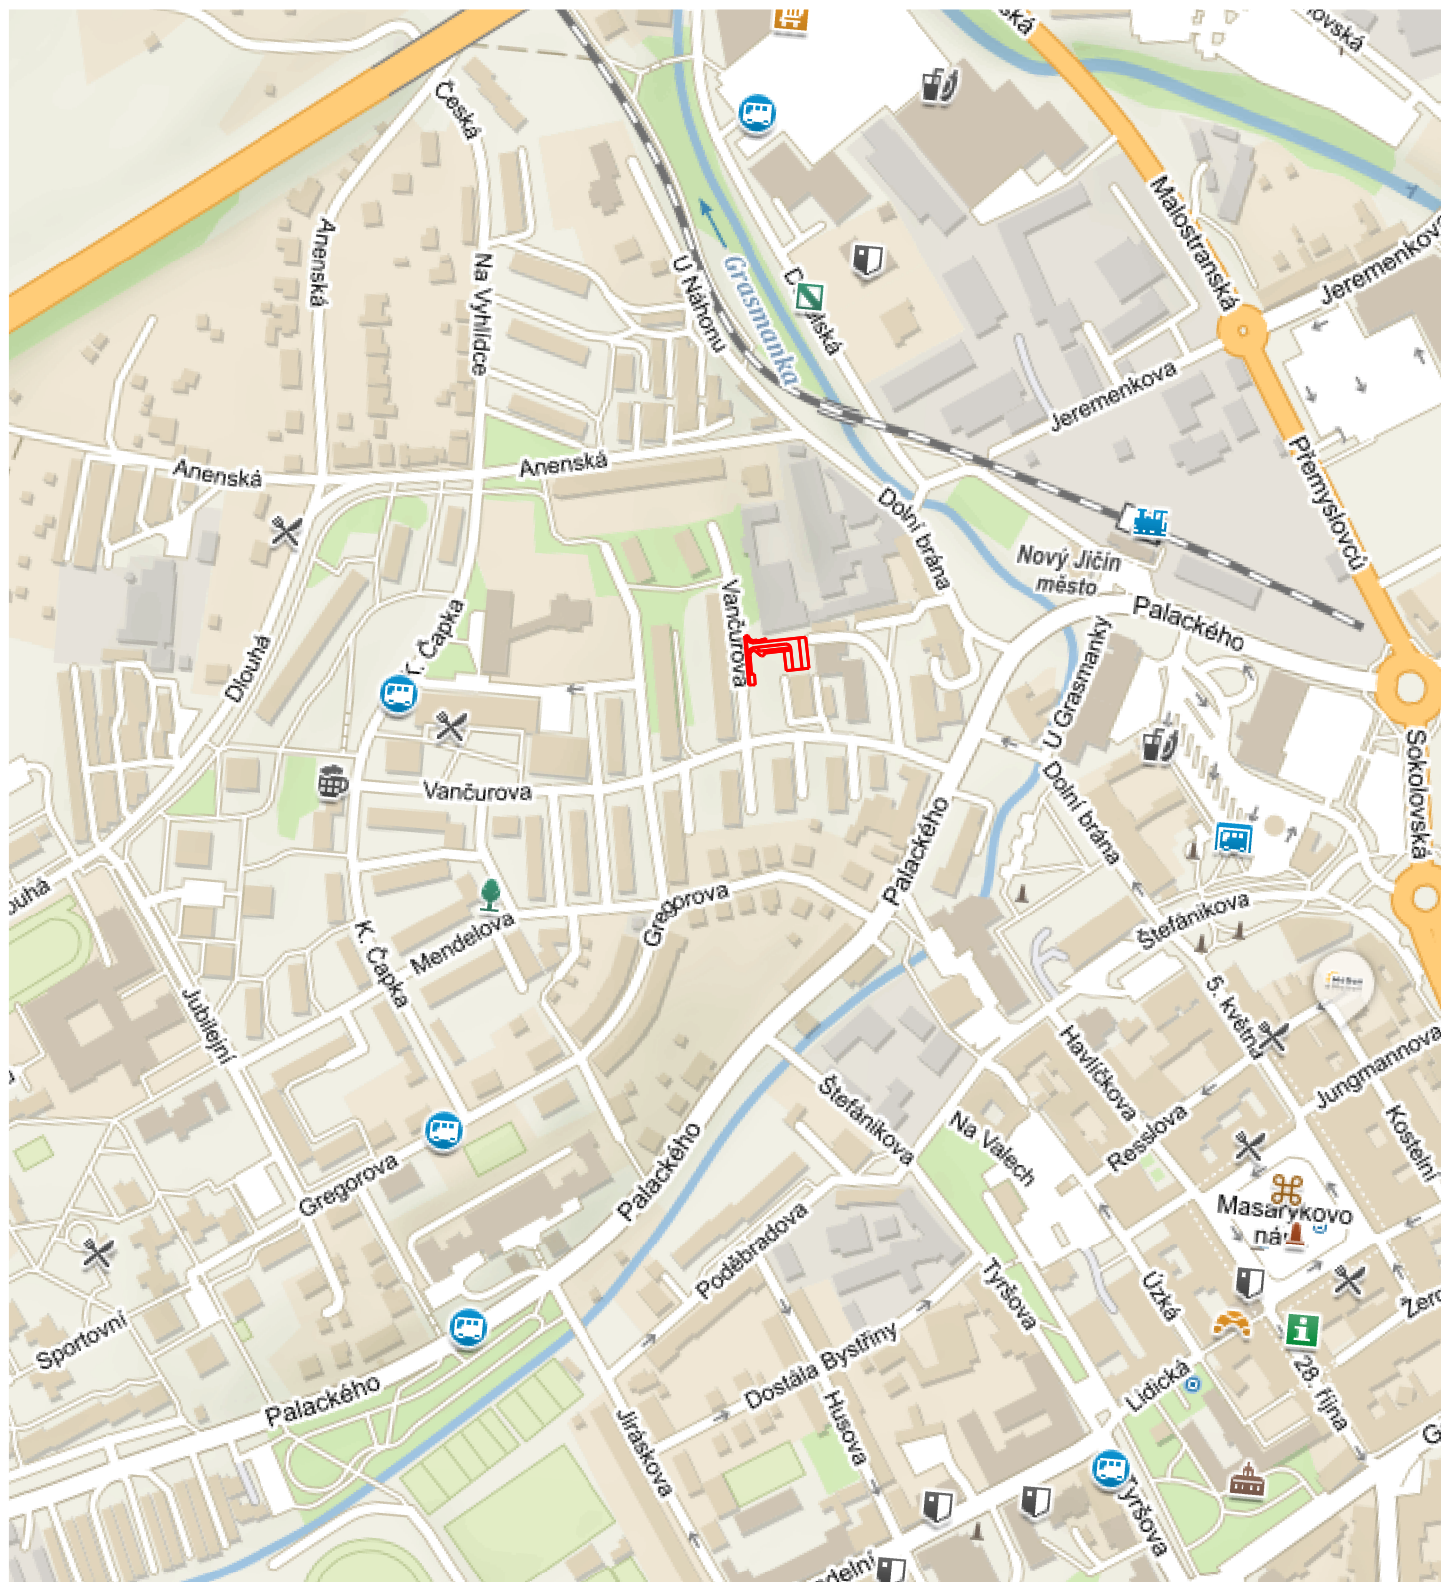 Česká
Anenská
Na Vyhlídce
U Náhonu
Grasmanka
Malostranská
Jeremenkova
Jeremenkova
Přemyslovců
Anenská
Anenská
Dolní brána
Nový Jičín
město
Palackého
Vančurova
K. Čapka
Dlouhá
U Grasmanky
Sokolovská
Vančurova
Dolní brána
Palackého
Štefánikova
Gregorova
Mendelova
K. Čapka
Jubilejní
5. května
Jungmannova
Havlíčkova
Resslova
Kostelní
Štefánikova
Na Valech
Palackého
Gregorova
Masarykovo
Poděbradova
Tyršova
Úzká
Sportovní
Dostála Bystřiny
Husova
Lidická
28. října
Palackého
Jiráskova
Tyršova